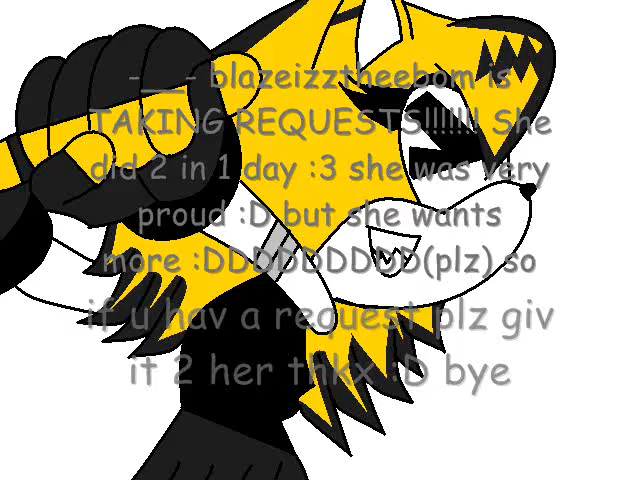 -__- blazeizztheebom is
TAKING REQUESTS!!!!!!! She
did 2 in 1 day :3 she was very
proud :D but she wants
more :DDDDDDDDD(plz) so
if u hav a request plz giv
it 2 her thkx :D bye